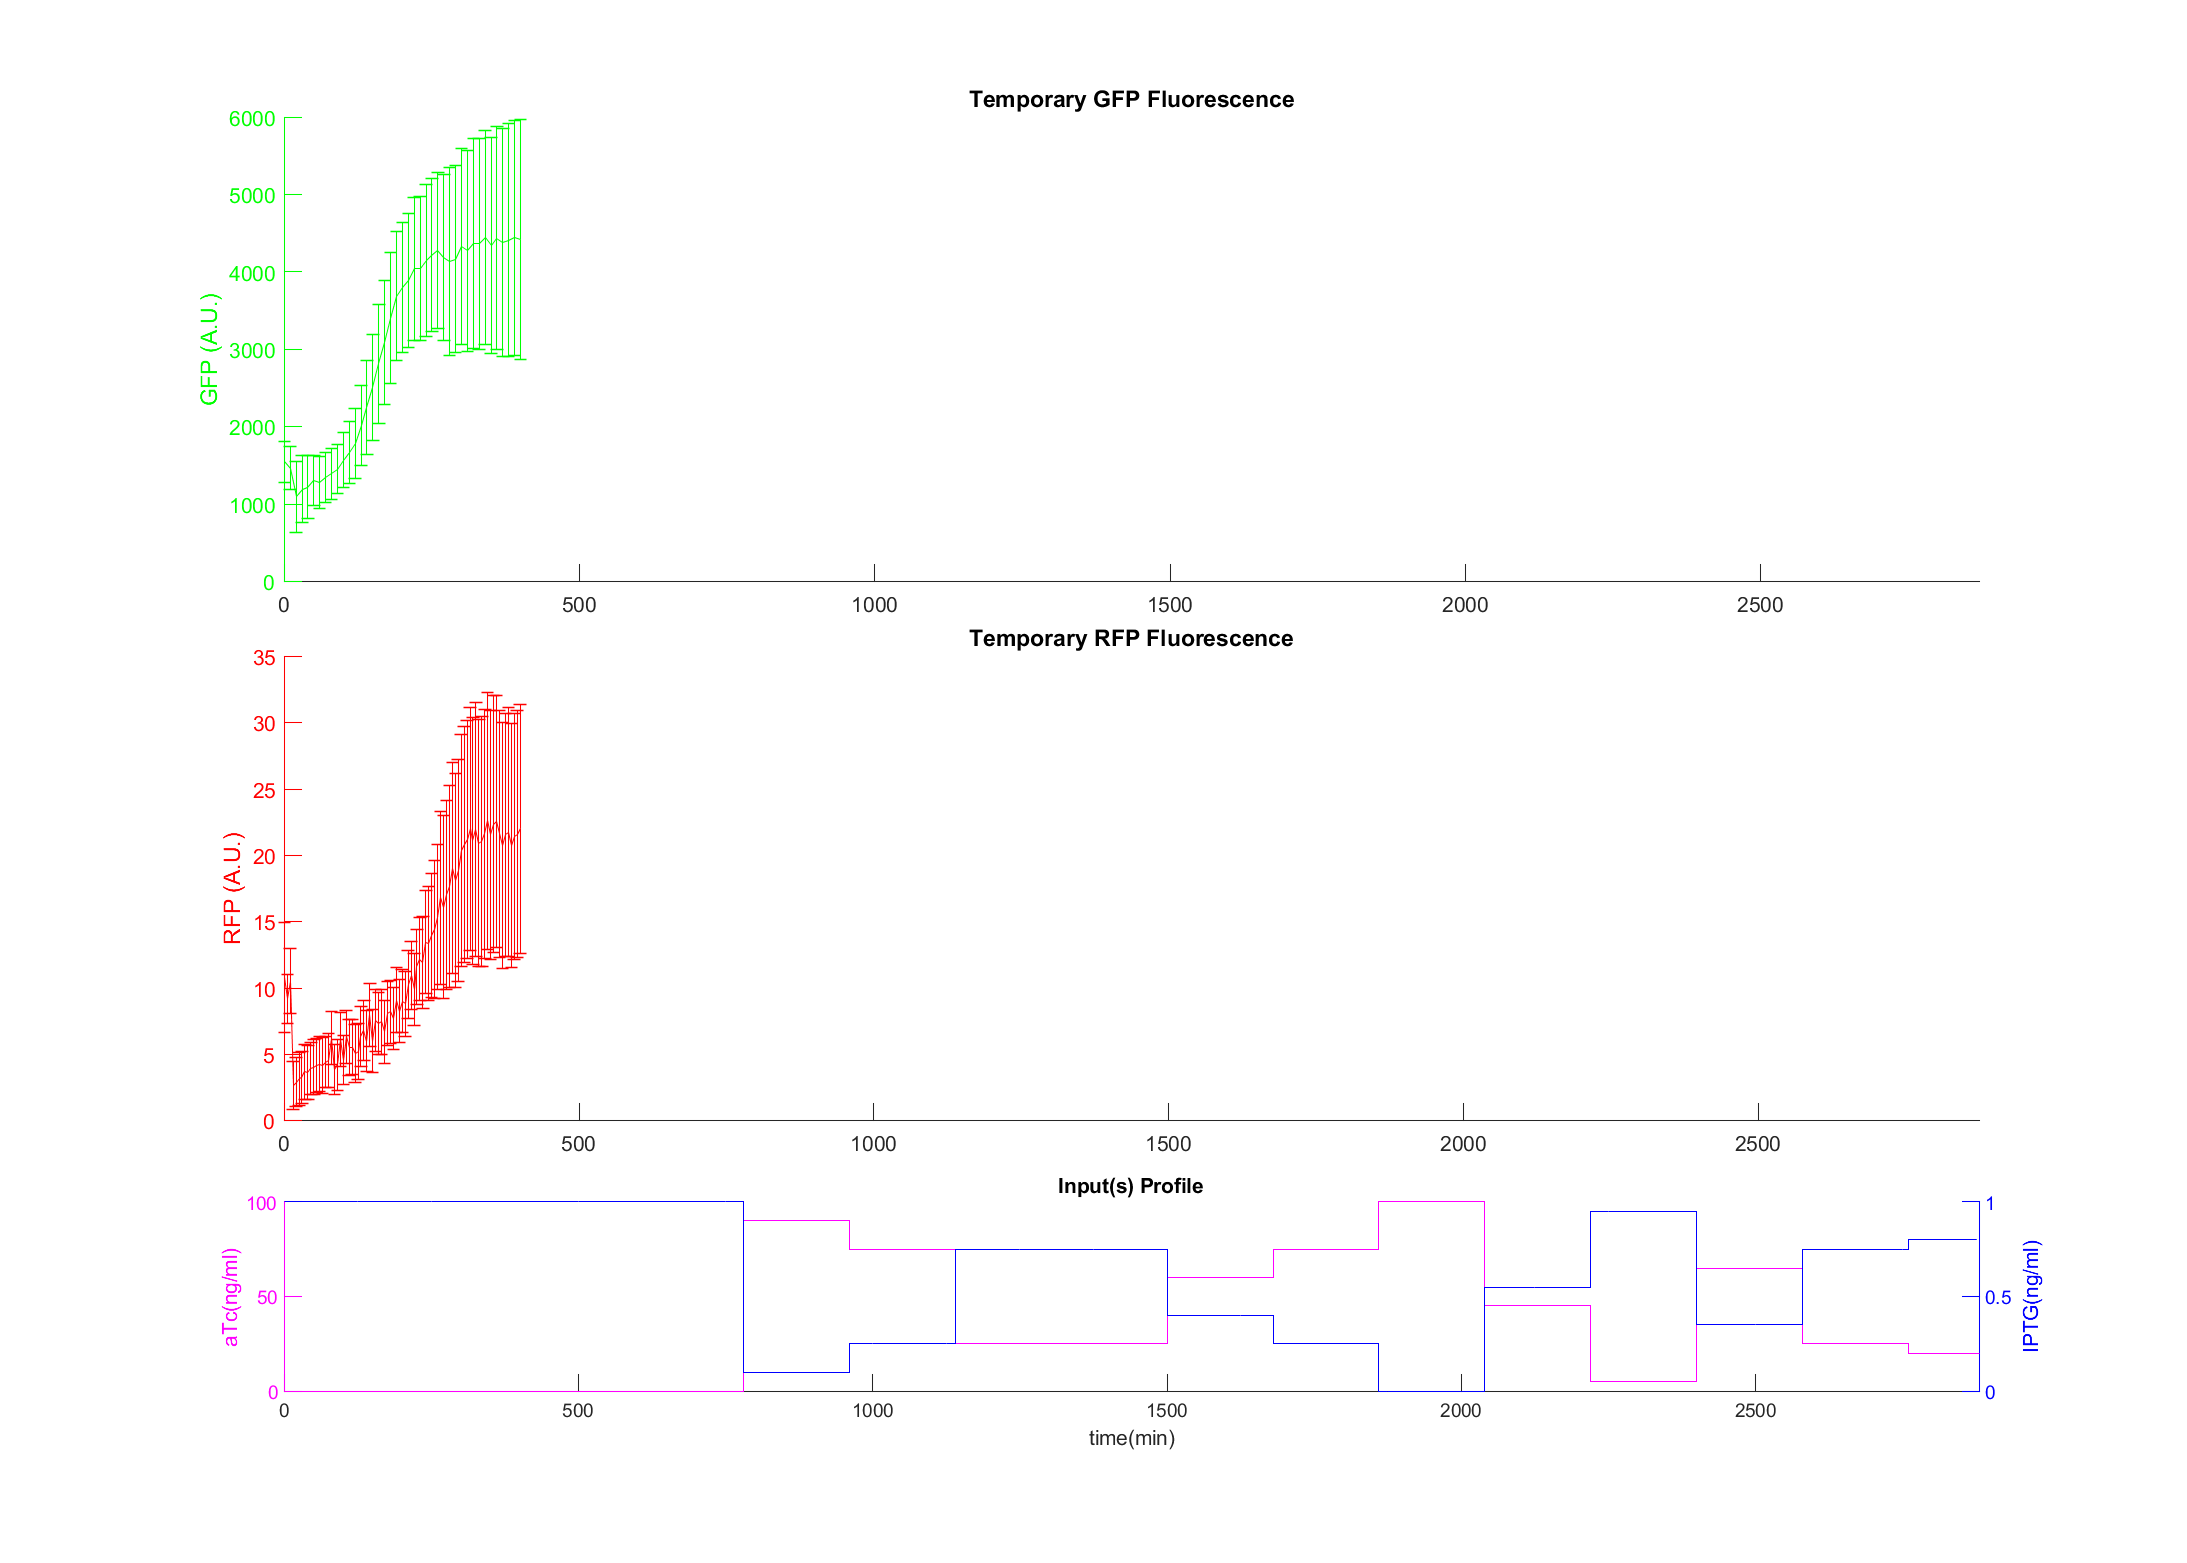 Temporary GFP Fluorescence
6000
5000
4000
3000
2000
1000
0
GFP (A.U.)
0 500 1000 1500 2000 2500
Temporary RFP Fluorescence
35
30
25
20
15
10
5
0
RFP (A.U.)
0 500 1000 1500 2000 2500
Input(s) Profile
100
50
0
aTc(ng/ml)
1
0.5
0
IPTG(ng/ml)
0 500 1000 1500 2000 2500
time(min)